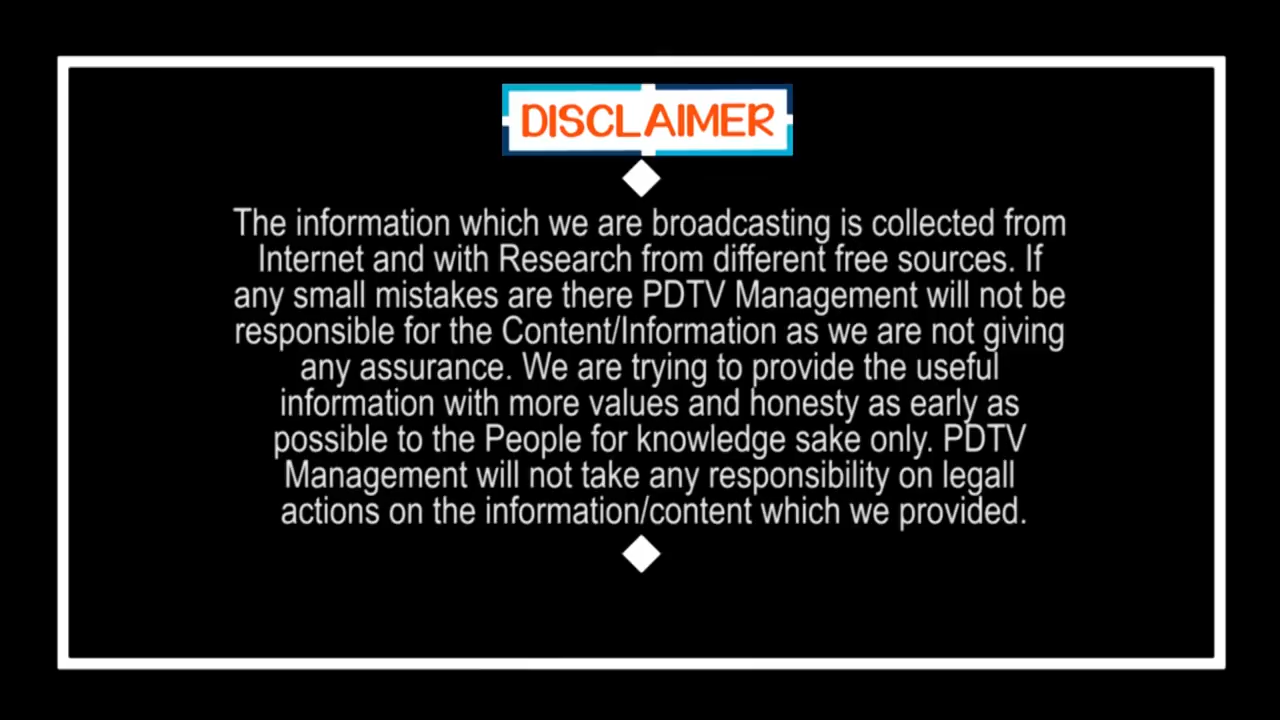 DISCLAIMER
The information which we are broadcasting is collected from
Internet and with Research from different free sources. If
any small mistakes are there PDTV Management will not be
responsible for the Content/Information as we are not giving
any assurance. We are trying to provide the useful
information with more values and honesty as early as
possible to the People for knowledge sake only. PDTV
Management will not take any responsibility on legall
actions on the information/content which we provided.